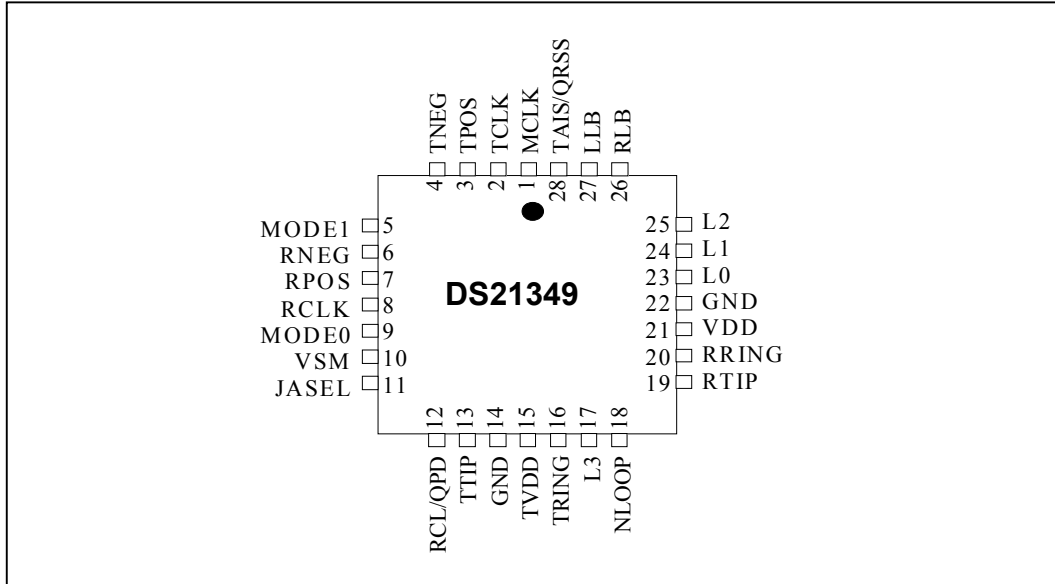 TNEG
TPOS
TCLK
MCLK
TAIS/QRSS
LLB
RLB
4
3
2
1
28
27
26
MODE1 5
RNEG 6
RPOS 7
RCLK 8
MODE0 9
VSM 10
JASEL 11
DS21349
25 L2
24 L1
23 L0
22 GND
21 VDD
20 RRING
19 RTIP
12
13
14
15
16
17
18
RCL/QPD
TTIP
GND
TVDD
TRING
L3
NLOOP